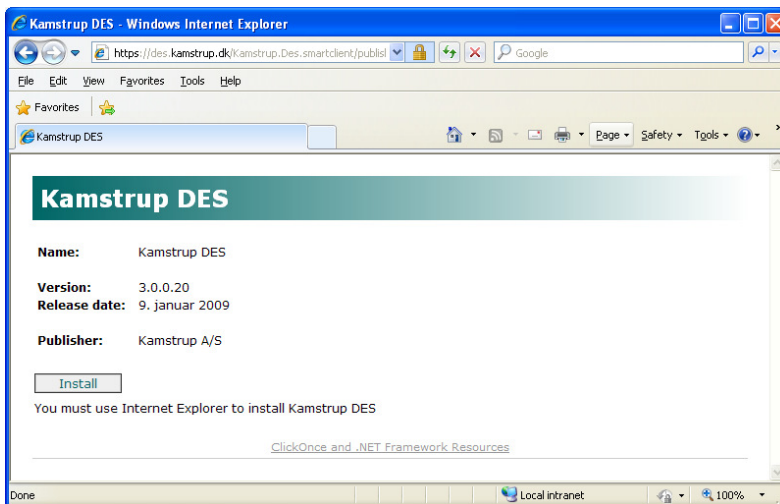 Kamstrup DES - Windows Internet Explorer
https://des.kamstrup.dk/Kamstrup.Des.smartclient/publisl
Google
File Edit View Favorites Tools Help
Favorites
Kamstrup DES
Page Safety Tools
Kamstrup DES
Name: Kamstrup DES
Version: 3.0.0.20
Release date: 9. januar 2009
Publisher: Kamstrup A/S
Install
You must use Internet Explorer to install Kamstrup DES
ClickOnce and .NET Framework Resources
Done Local intranet 100%